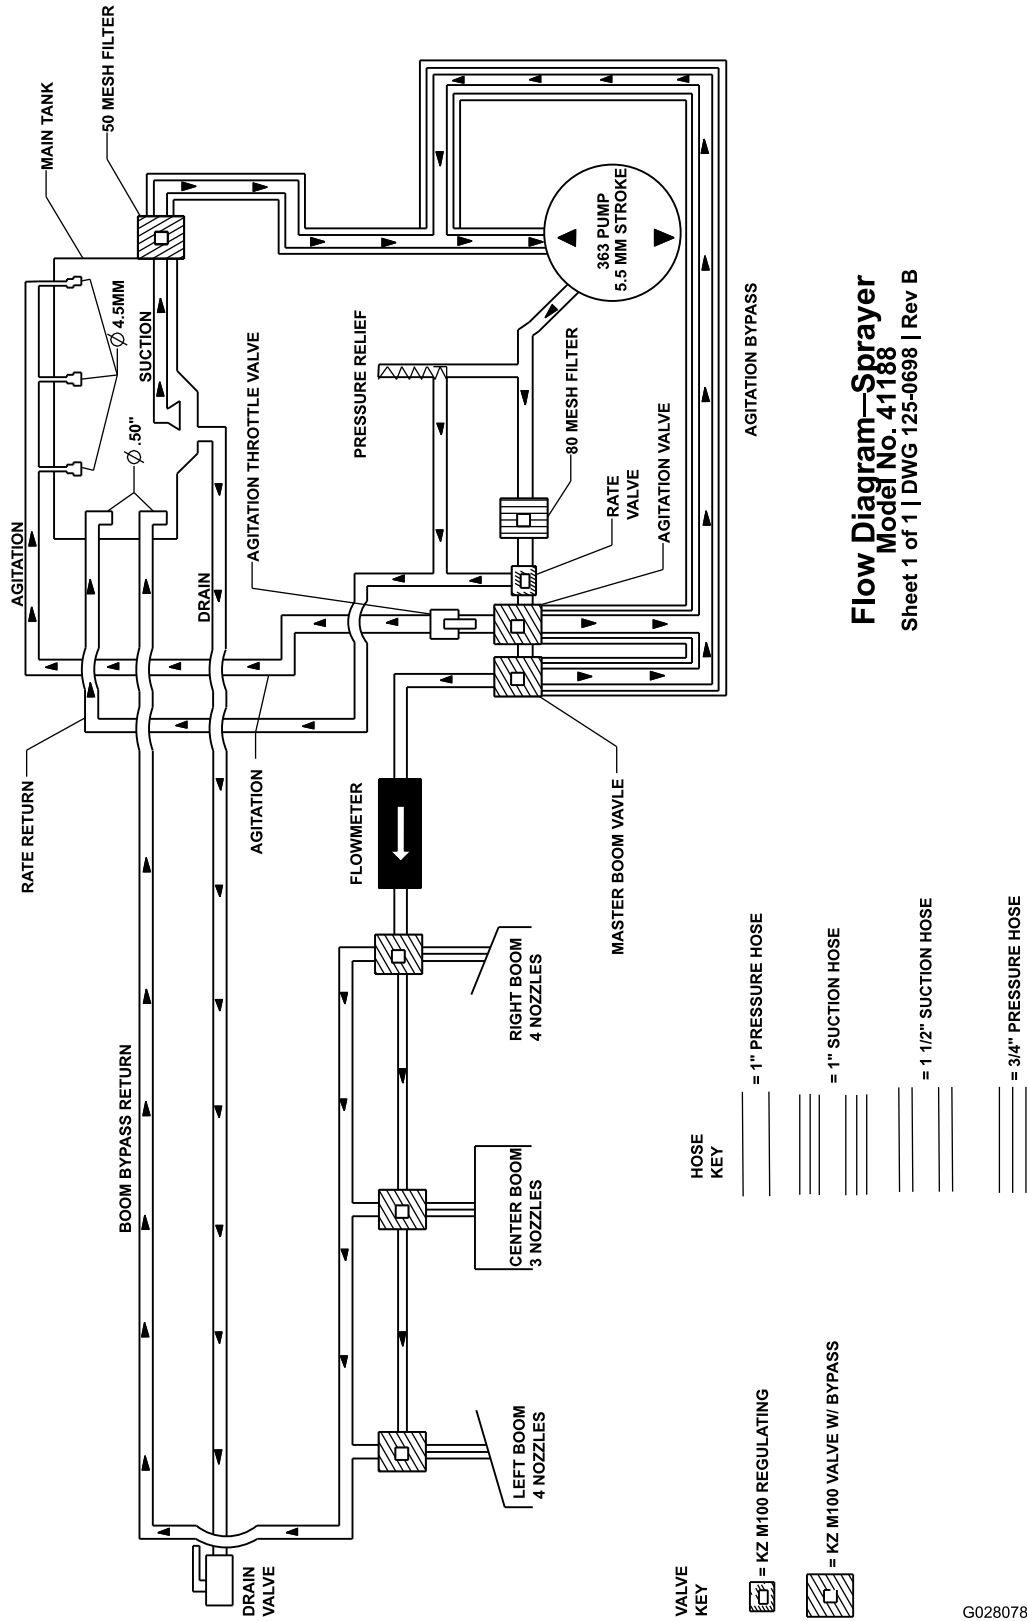 Flow Diagram—Sprayer
Model No. 41188
Sheet 1 of 1 | DWG 125-0698 | Rev B
MAIN TANK
50 MESH FILTER
AGITATION
Ø 4.5MM
Ø .50"
SUCTION
DRAIN
AGITATION THROTTLE VALVE
PRESSURE RELIEF
363 PUMP
5.5 MM STROKE
80 MESH FILTER
RATE
VALVE
AGITATION VALVE
AGITATION BYPASS
RATE RETURN
AGITATION
FLOWMETER
MASTER BOOM VAVLE
BOOM BYPASS RETURN
RIGHT BOOM
4 NOZZLES
CENTER BOOM
3 NOZZLES
LEFT BOOM
4 NOZZLES
DRAIN
VALVE
HOSE
KEY
= 1" PRESSURE HOSE
= 1" SUCTION HOSE
= 1 1/2" SUCTION HOSE
= 3/4" PRESSURE HOSE
VALVE
KEY
= KZ M100 REGULATING
= KZ M100 VALVE W/ BYPASS
G028078